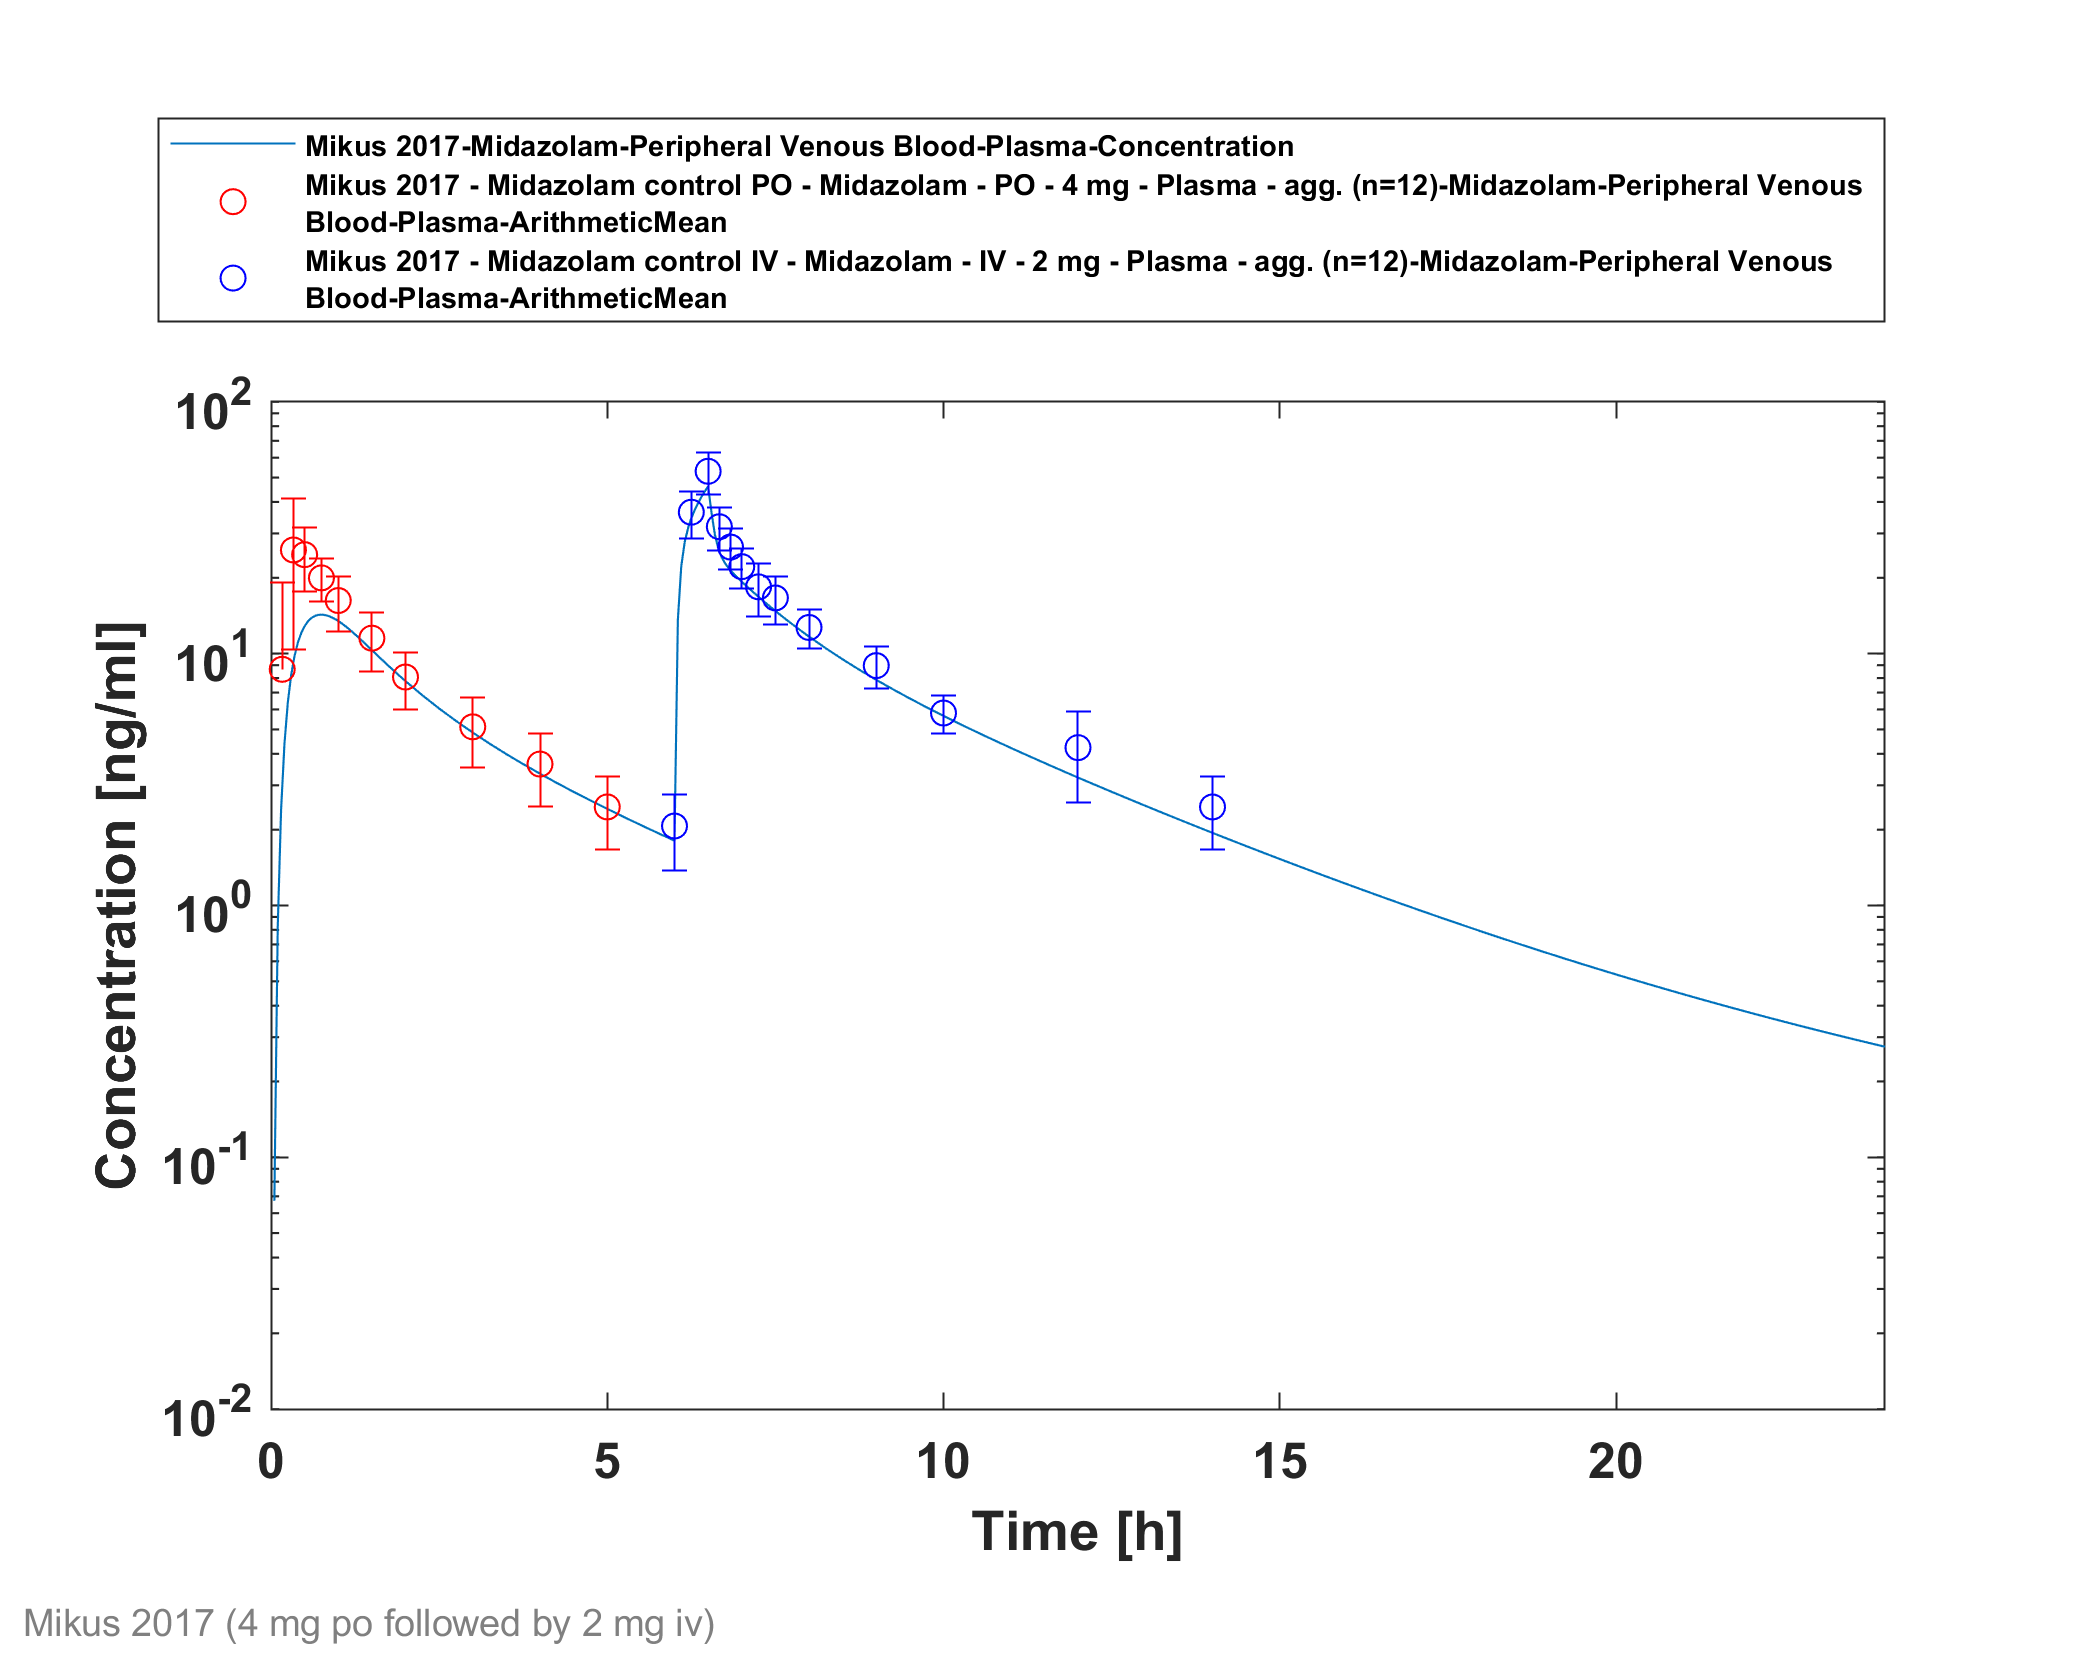 Mikus 2017-Midazolam-Peripheral Venous Blood-Plasma-Concentration
Mikus 2017 - Midazolam control PO - Midazolam - PO - 4 mg - Plasma - agg. (n=12)-Midazolam-Peripheral Venous
Blood-Plasma-ArithmeticMean
Mikus 2017 - Midazolam control IV - Midazolam - IV - 2 mg - Plasma - agg. (n=12)-Midazolam-Peripheral Venous
Blood-Plasma-ArithmeticMean
10^2
10^1
10^0
10^-1
10^-2
Concentration [ng/ml]
0 5 10 15 20
Time [h]
Mikus 2017 (4 mg po followed by 2 mg iv)